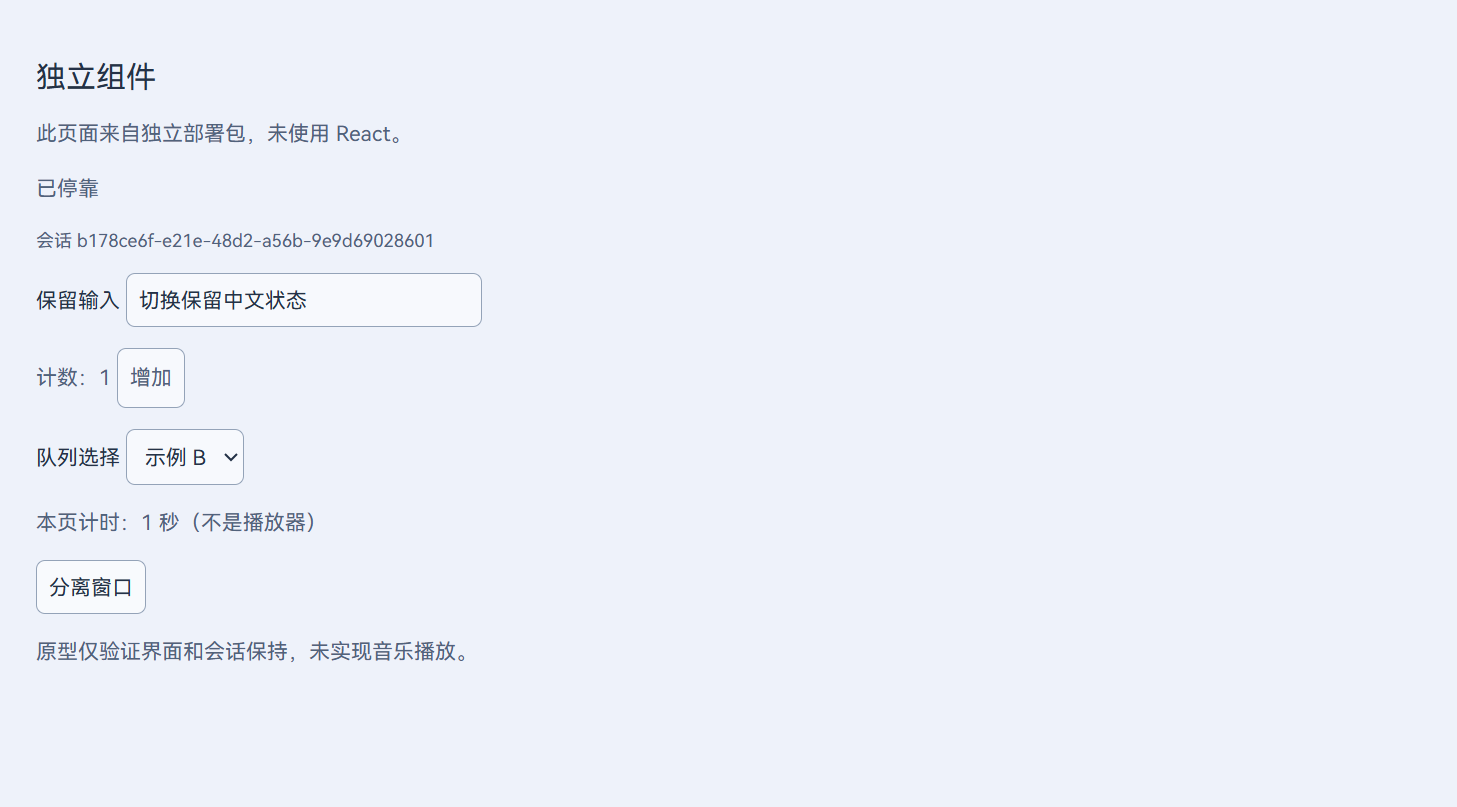 独立组件
此页面来自独立部署包，未使用 React。
已停靠
会话 b178ce6f-e21e-48d2-a56b-9e9d69028601
保留输入 切换保留中文状态
计数：1 增加
队列选择 示例 B
本页计时：1 秒（不是播放器）
分离窗口
原型仅验证界面和会话保持，未实现音乐播放。